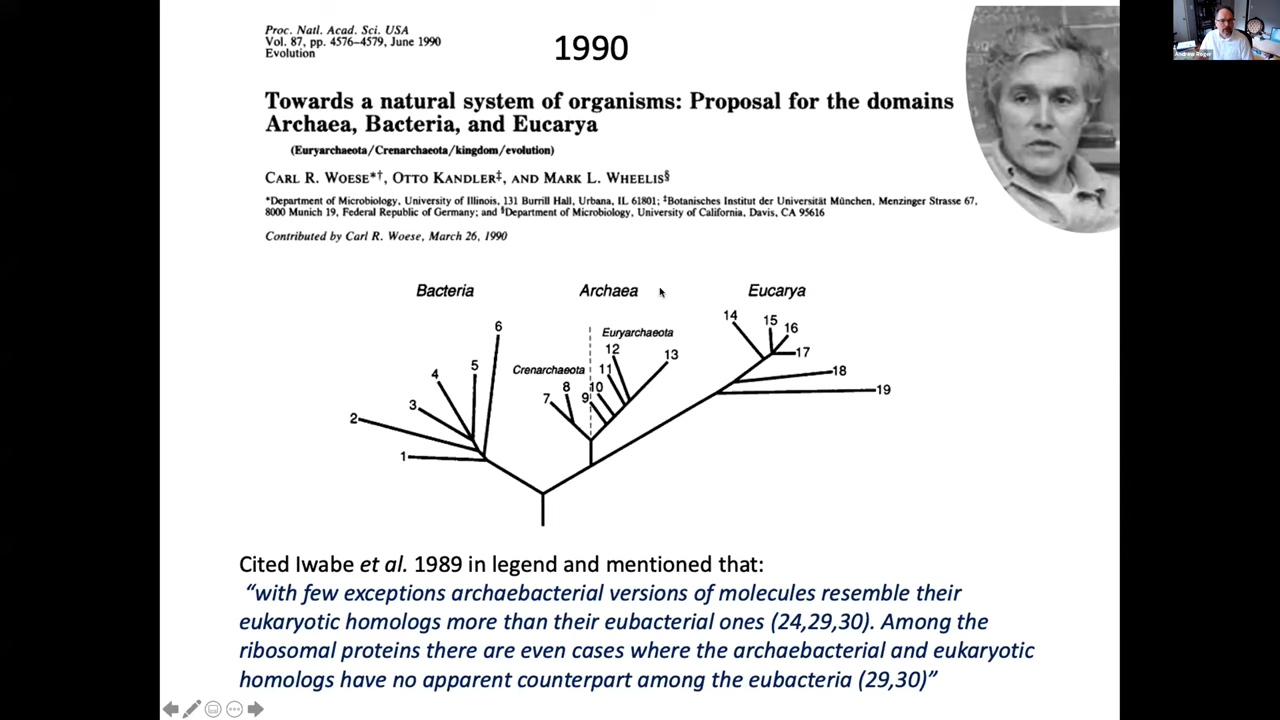 Proc. Natl. Acad. Sci. USA
Vol. 87, pp. 4576–4579, June 1990
Evolution
1990
Andrew Roger
Towards a natural system of organisms: Proposal for the domains
Archaea, Bacteria, and Eucarya
(Euryarchaeota/Crenarchaeota/kingdom/evolution)
CARL R. WOESE*†, OTTO KANDLER‡, AND MARK L. WHEELIS§
*Department of Microbiology, University of Illinois, 131 Burrill Hall, Urbana, IL 61801; ‡Botanisches Institut der Universität München, Menzinger Strasse 67,
8000 Munich 19, Federal Republic of Germany; and §Department of Microbiology, University of California, Davis, CA 95616
Contributed by Carl R. Woese, March 26, 1990
Bacteria Archaea Eucarya
14 15 16
6 Euryarchaeota
12 13 17
5 Crenarchaeota 11 18
4 8 10 19
3 7 9
2
1
Cited Iwabe et al. 1989 in legend and mentioned that:
“with few exceptions archaebacterial versions of molecules resemble their
eukaryotic homologs more than their eubacterial ones (24,29,30). Among the
ribosomal proteins there are even cases where the archaebacterial and eukaryotic
homologs have no apparent counterpart among the eubacteria (29,30)”